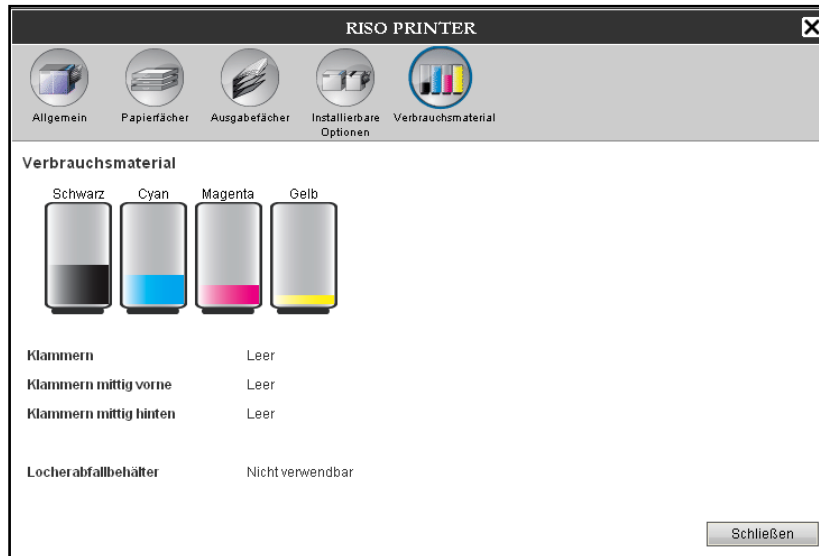 RISO PRINTER
Allgemein
Papierfächer
Ausgabefächer
Installierbare
Optionen
Verbrauchsmaterial
Verbrauchsmaterial
Schwarz Cyan Magenta Gelb
Klammern Leer
Klammern mittig vorne Leer
Klammern mittig hinten Leer
Locherabfallbehälter Nicht verwendbar
Schließen